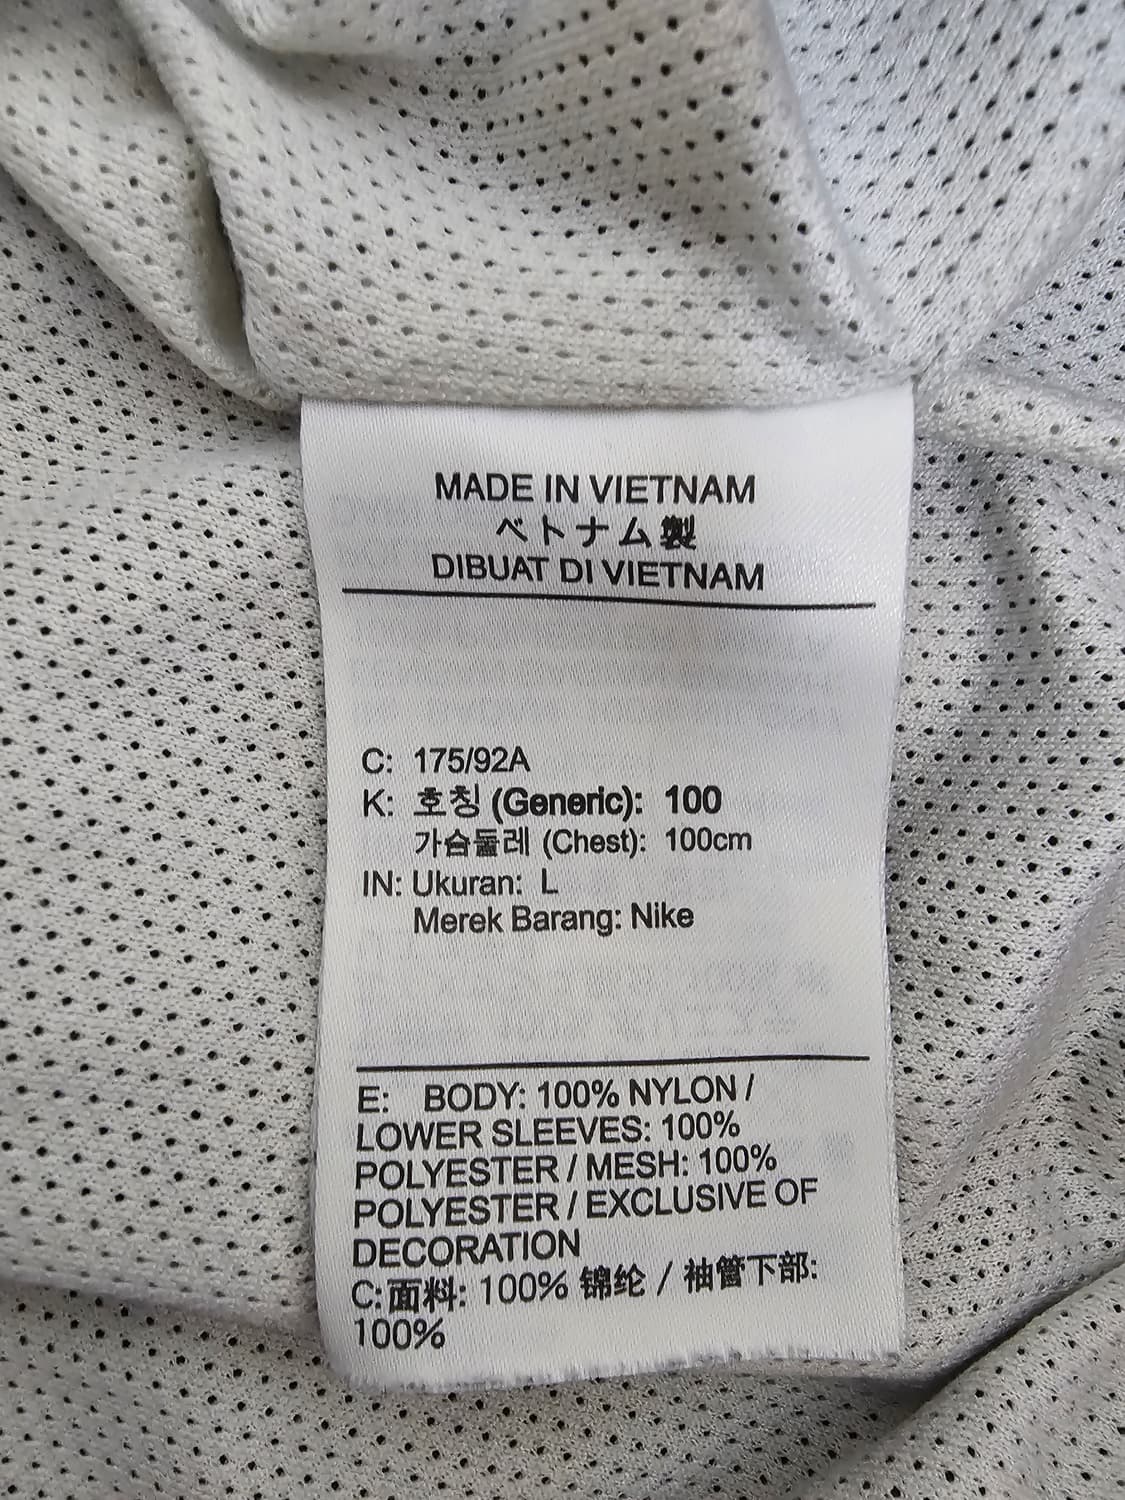 MADE IN VIETNAM
ベトナム製
DIBUAT DI VIETNAM
C: 175/92A
K: 호칭 (Generic): 100
가슴둘레 (Chest): 100cm
IN: Ukuran: L
Merek Barang: Nike
E: BODY: 100% NYLON /
LOWER SLEEVES: 100%
POLYESTER / MESH: 100%
POLYESTER / EXCLUSIVE OF
DECORATION
C:面料: 100% 锦纶 / 袖管下部:
100%